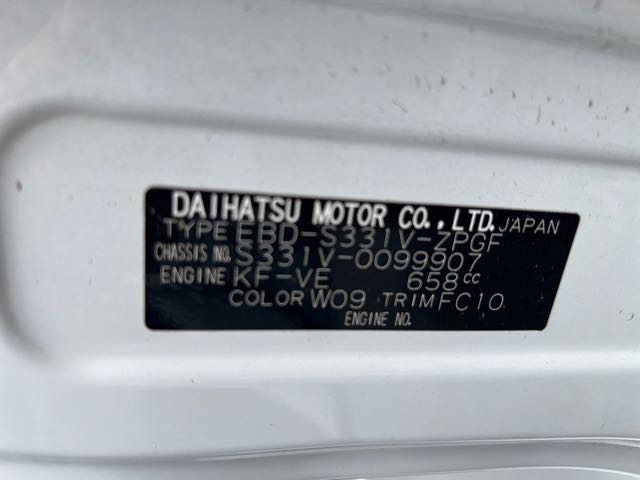 DAIHATSU MOTOR CO., LTD. JAPAN
TYPE EBD-S331V-ZPGF
CHASSIS NO. S331V-0099907
ENGINE KF-VE 658cc
COLOR W09 TRIM FC10
ENGINE NO.